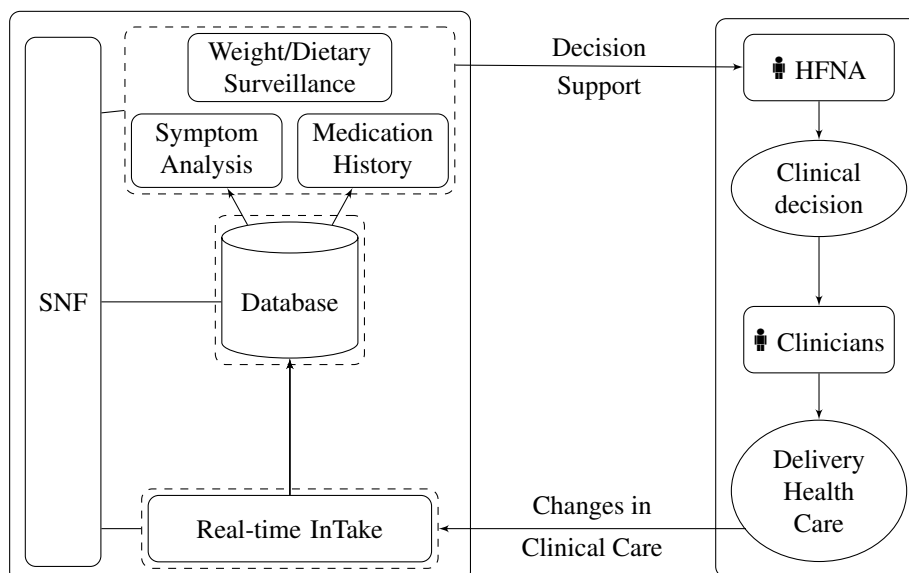 Weight/Dietary
Surveillance
Symptom
Analysis
Medication
History
SNF
Database
Real-time InTake
Decision
Support
HFNA
Clinical
decision
Clinicians
Delivery
Health
Care
Changes in
Clinical Care